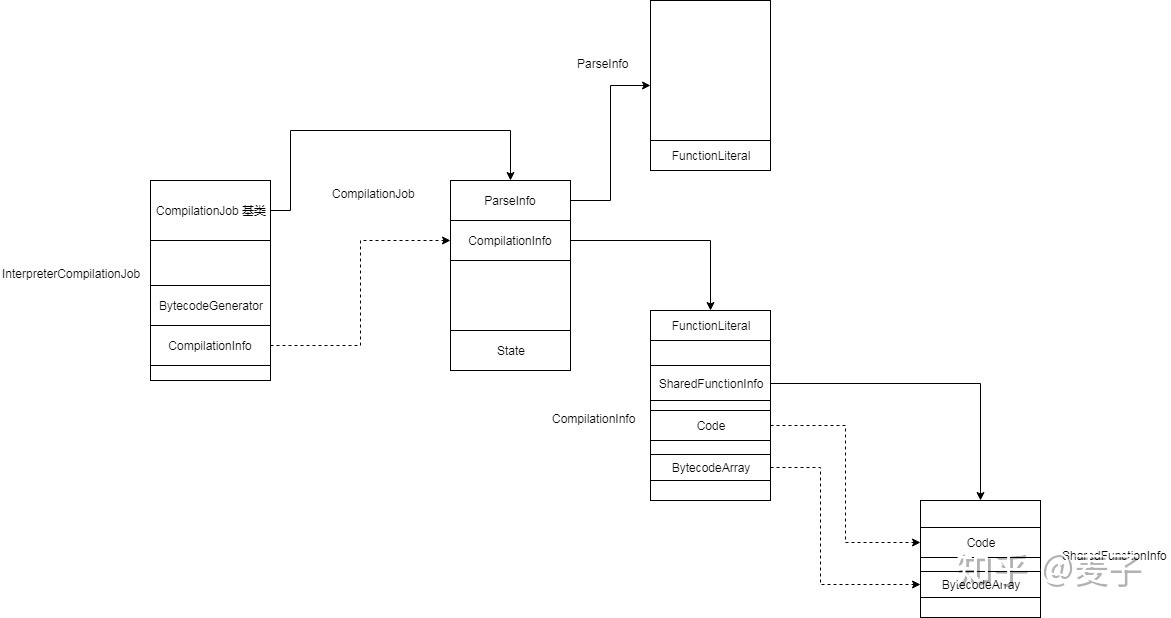 ParseInfo
FunctionLiteral
CompilationJob
CompilationJob 基类
ParseInfo
CompilationInfo
InterpreterCompilationJob
BytecodeGenerator
CompilationInfo
State
FunctionLiteral
SharedFunctionInfo
CompilationInfo
Code
BytecodeArray
Code
SharedFunctionInfo
BytecodeArray
知乎 @麦子